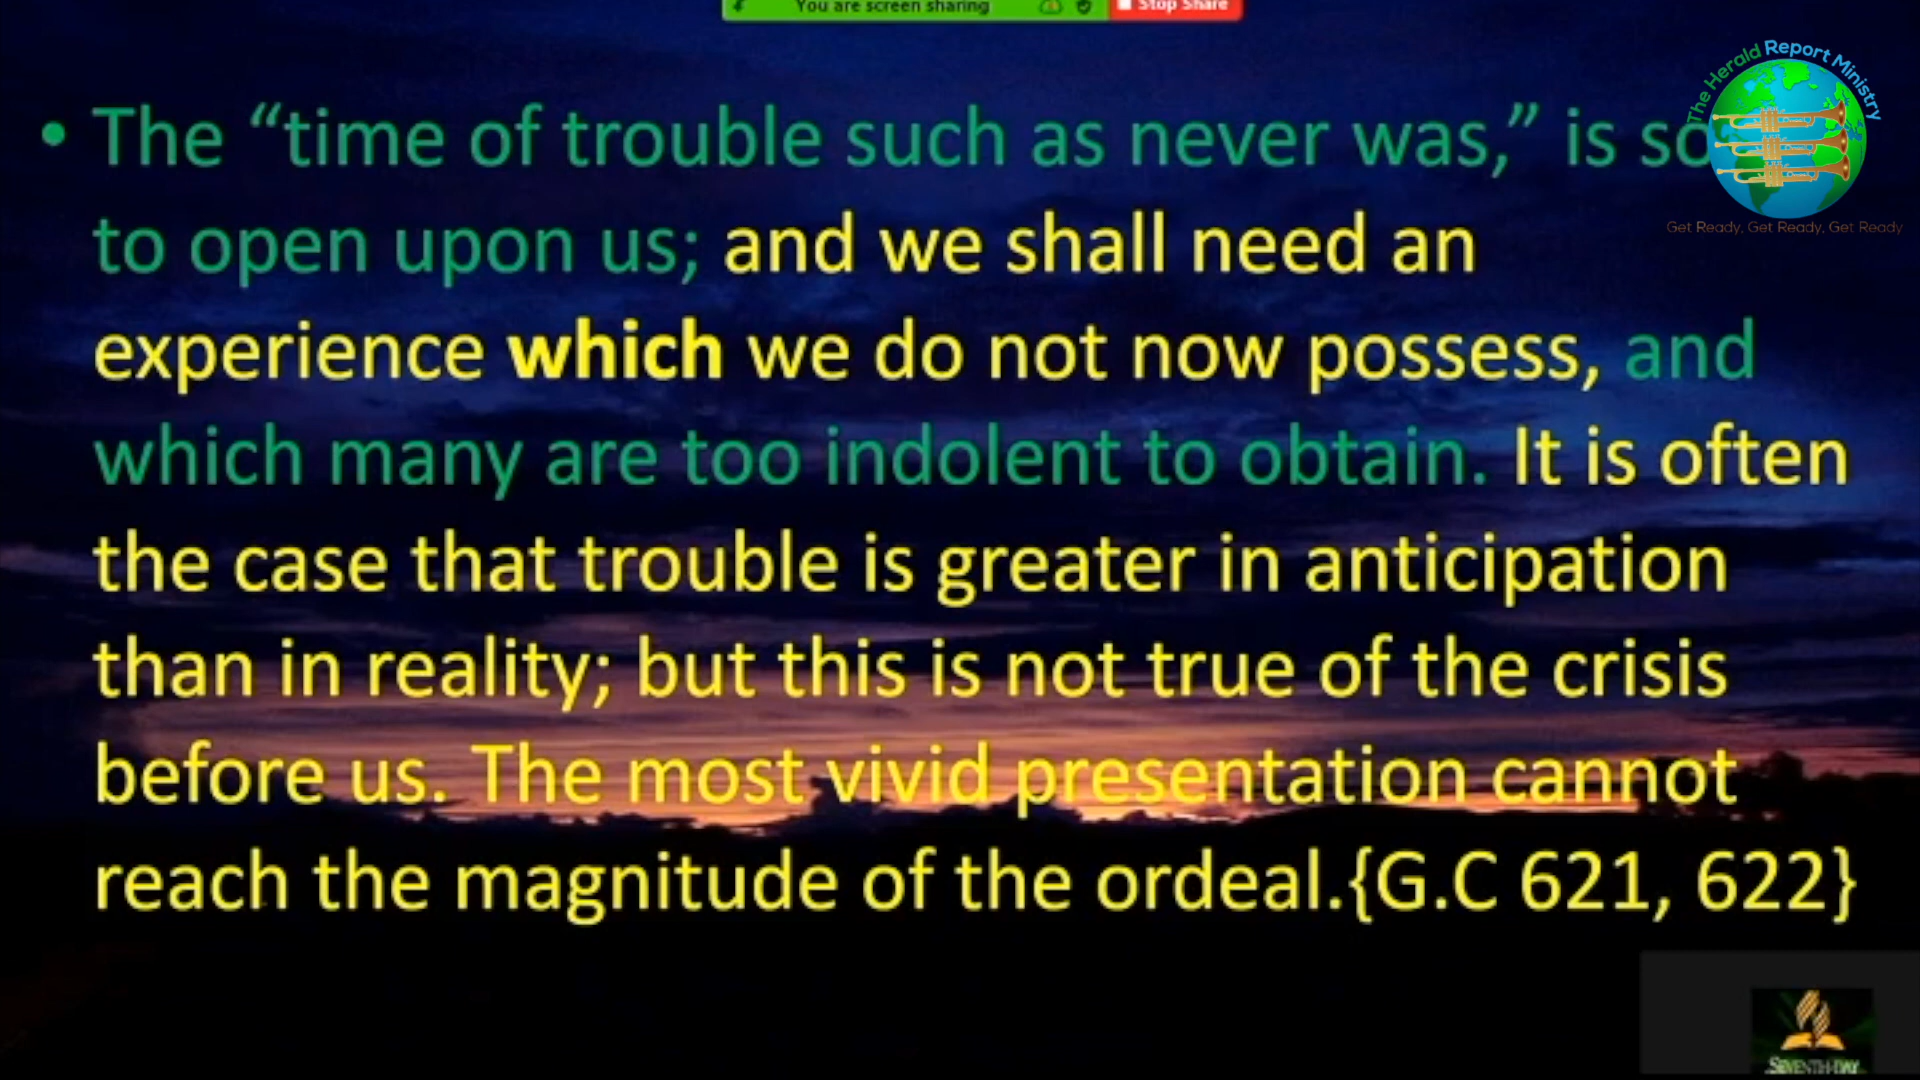 You are screen sharing
Stop Share
The Herald Report Ministry
Get Ready, Get Ready, Get Ready
• The “time of trouble such as never was,” is
to open upon us; and we shall need an
experience which we do not now possess, and
which many are too indolent to obtain. It is often
the case that trouble is greater in anticipation
than in reality; but this is not true of the crisis
before us. The most vivid presentation cannot
reach the magnitude of the ordeal.{G.C 621, 622}
SEVENTH-DAY